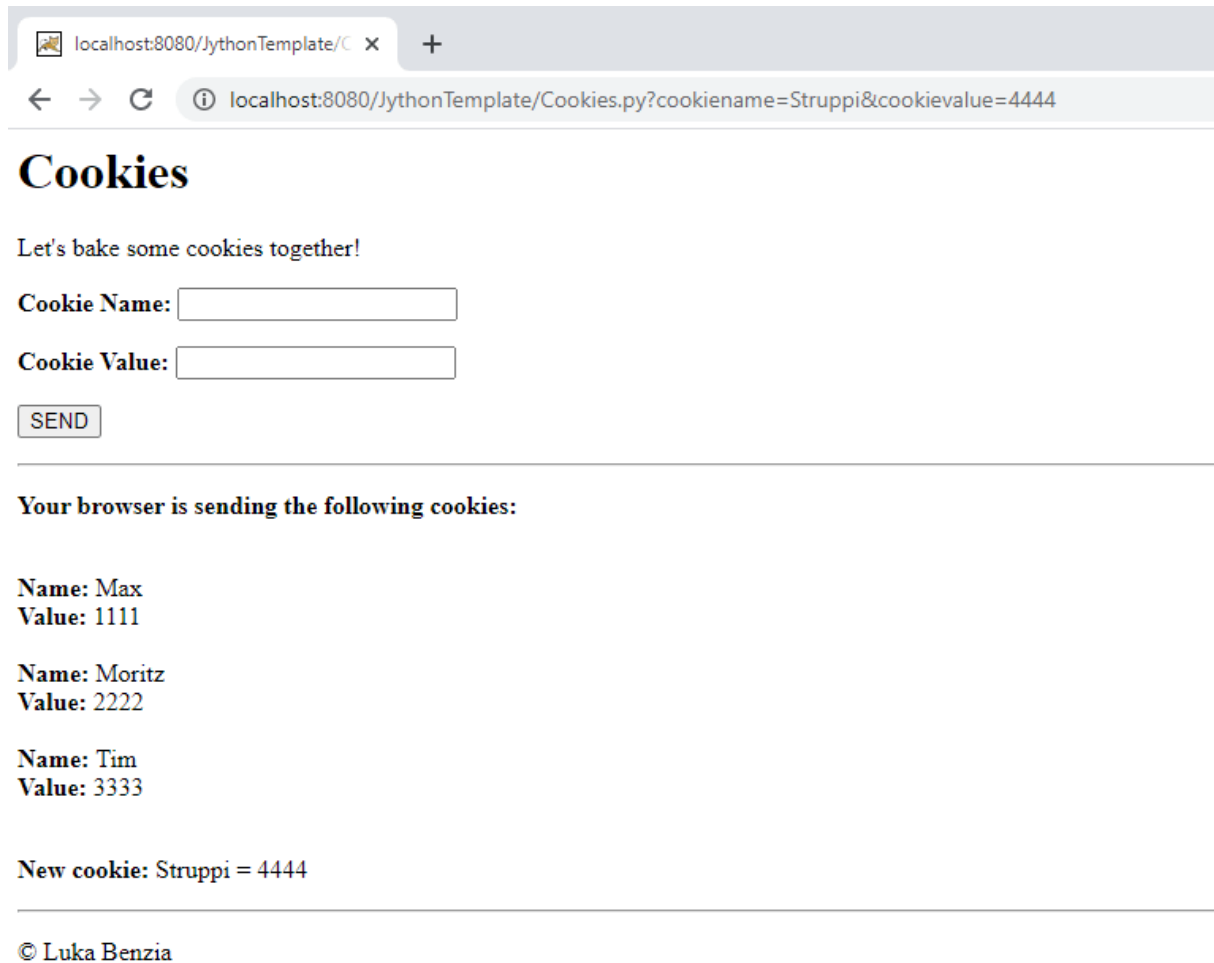 localhost:8080/JythonTemplate/C
localhost:8080/JythonTemplate/Cookies.py?cookiename=Struppi&cookievalue=4444
Cookies
Let's bake some cookies together!
Cookie Name:
Cookie Value:
SEND
Your browser is sending the following cookies:
Name: Max
Value: 1111
Name: Moritz
Value: 2222
Name: Tim
Value: 3333
New cookie: Struppi = 4444
© Luka Benzia